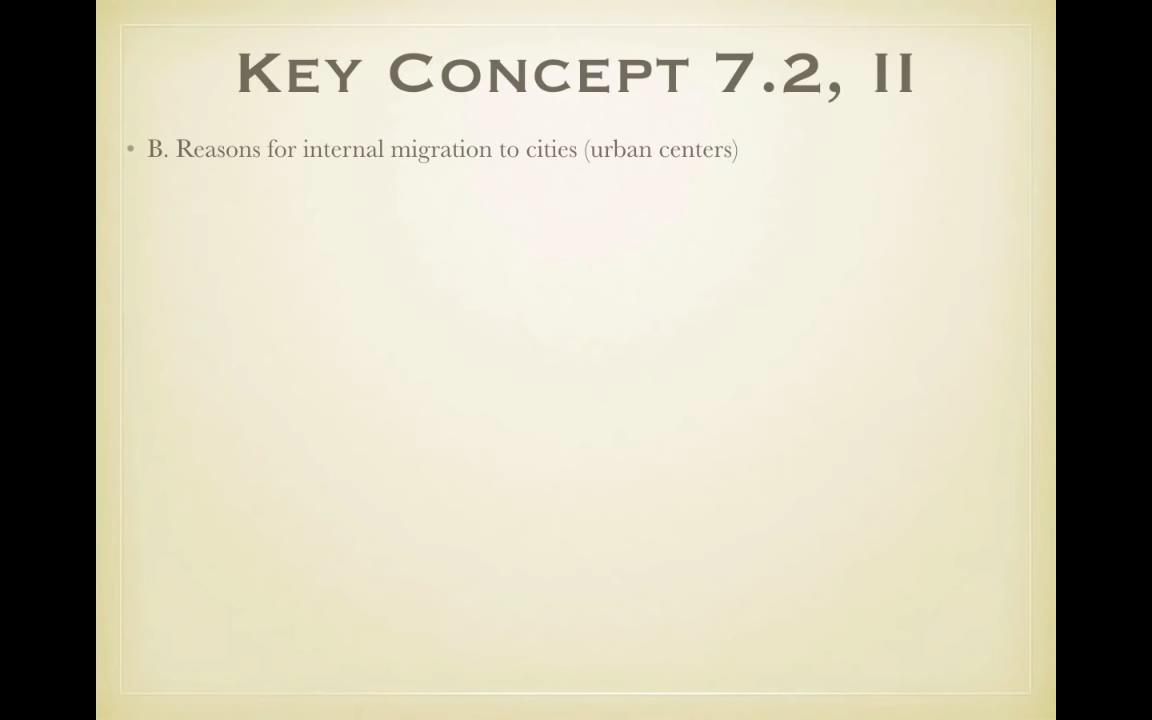 Key Concept 7.2, II
• B. Reasons for internal migration to cities (urban centers)